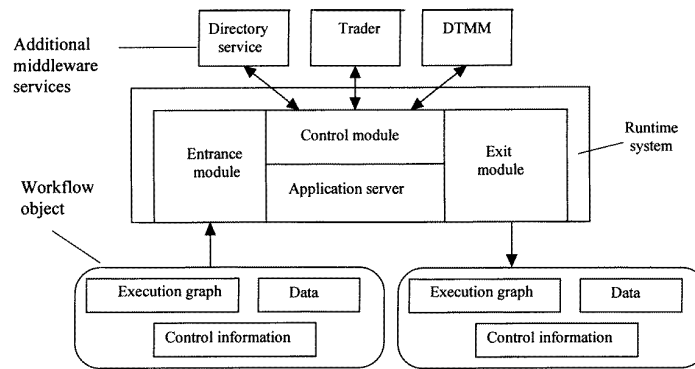 Additional
middleware
services
Directory
service
Trader
DTMM
Entrance
module
Control module
Application server
Exit
module
Runtime
system
Workflow
object
Execution graph
Data
Control information
Execution graph
Data
Control information